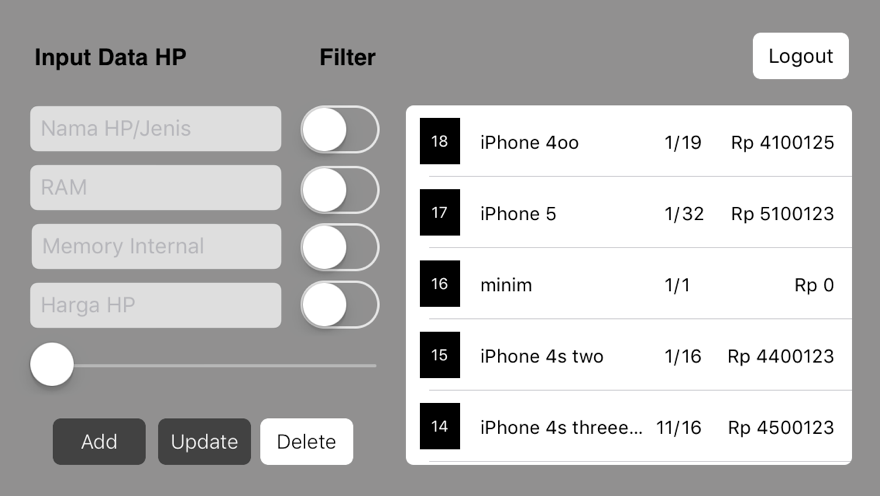 Input Data HP
Filter
Logout
Nama HP/Jenis
RAM
Memory Internal
Harga HP
Add
Update
Delete
18 iPhone 4oo 1/19 Rp 4100125
17 iPhone 5 1/32 Rp 5100123
16 minim 1/1 Rp 0
15 iPhone 4s two 1/16 Rp 4400123
14 iPhone 4s threee... 11/16 Rp 4500123